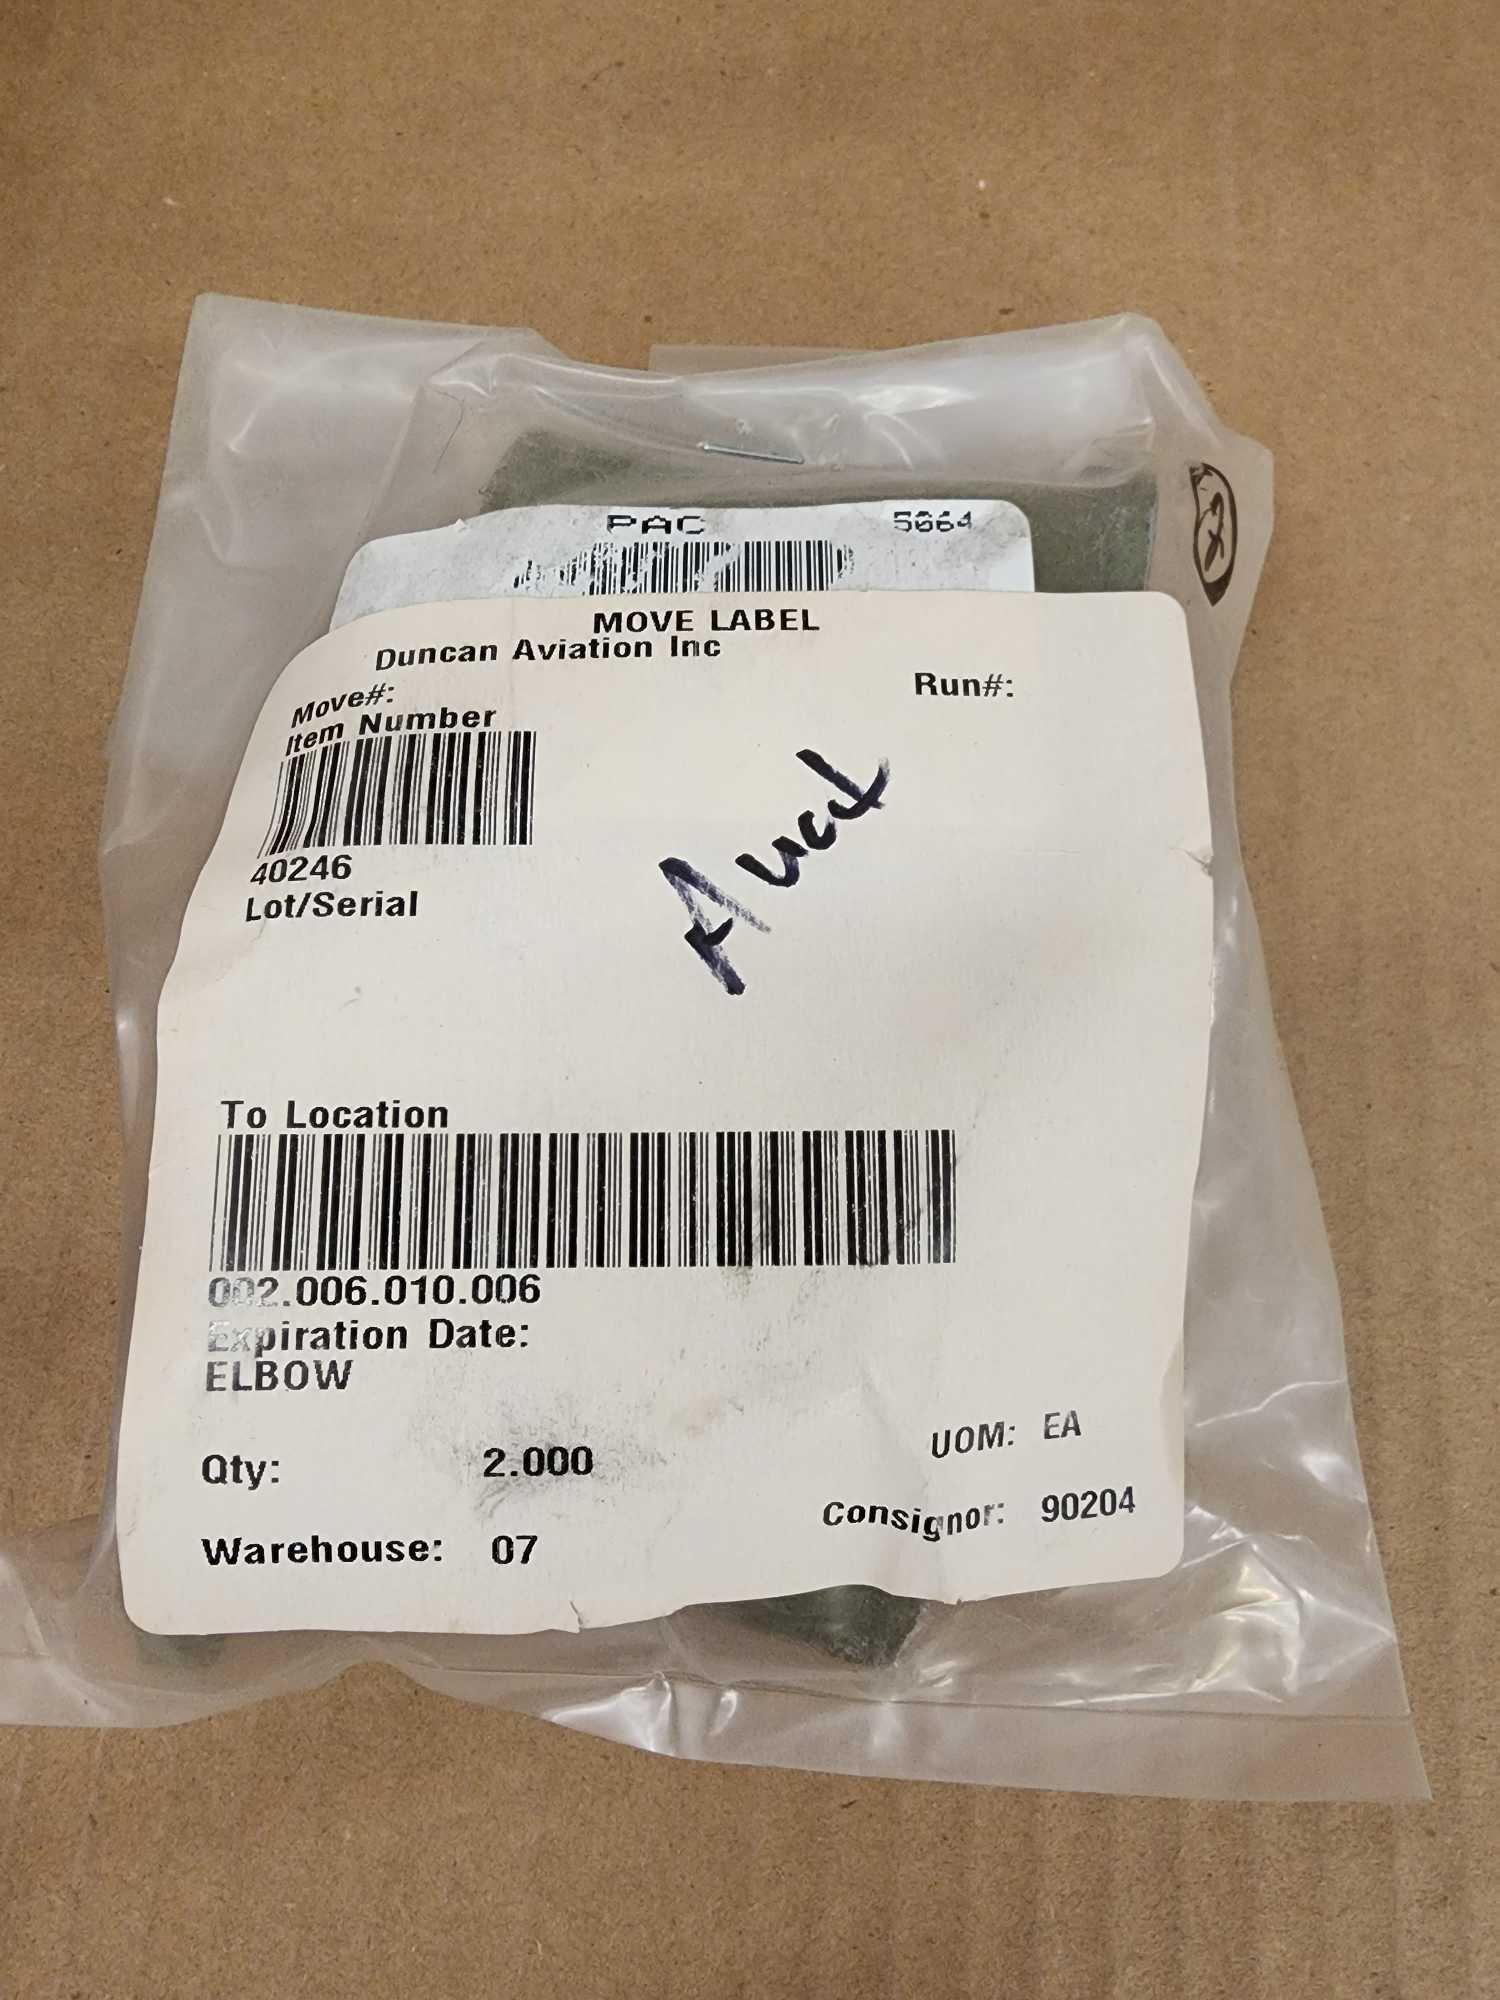 PAC 5664
MOVE LABEL
Duncan Aviation Inc
Move#: Run#:
Item Number
40246
Lot/Serial
Auct
To Location
002.006.010.006
Expiration Date:
ELBOW
Qty: 2.000 UOM: EA
Warehouse: 07 Consignor: 90204